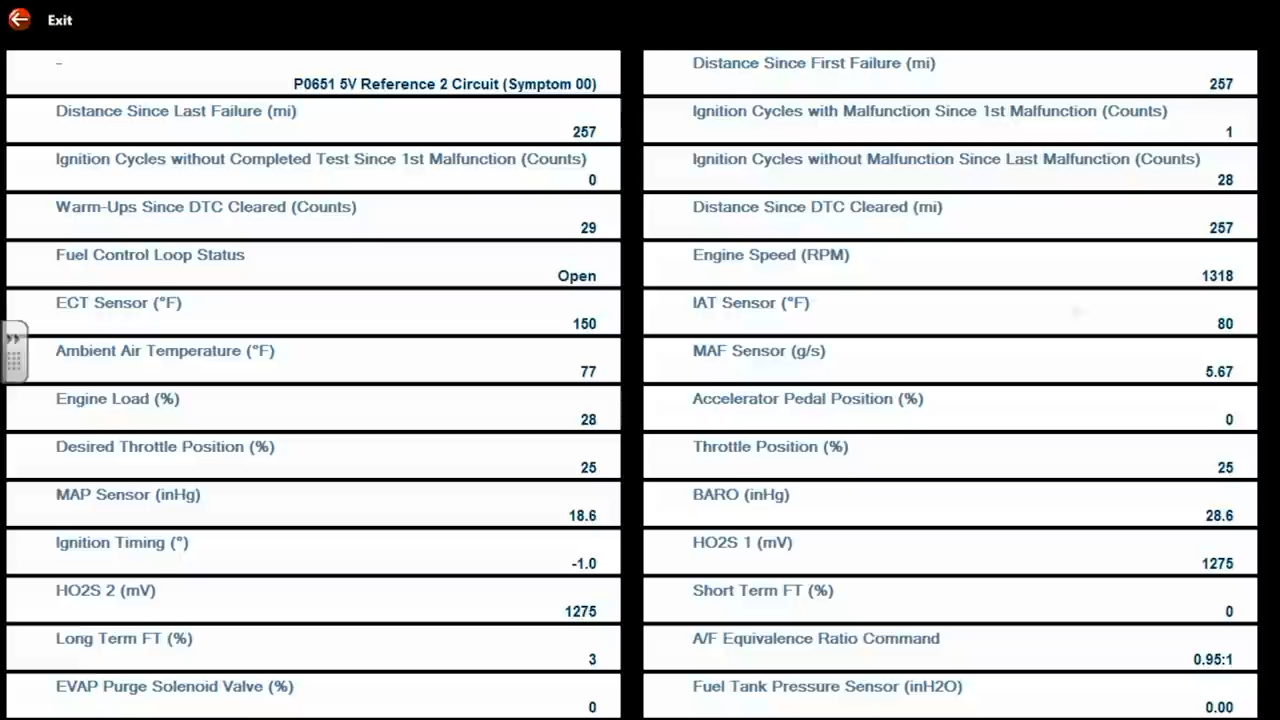 Exit
-
P0651 5V Reference 2 Circuit (Symptom 00)
Distance Since First Failure (mi)
257
Distance Since Last Failure (mi)
257
Ignition Cycles with Malfunction Since 1st Malfunction (Counts)
1
Ignition Cycles without Completed Test Since 1st Malfunction (Counts)
0
Ignition Cycles without Malfunction Since Last Malfunction (Counts)
28
Warm-Ups Since DTC Cleared (Counts)
29
Distance Since DTC Cleared (mi)
257
Fuel Control Loop Status
Open
Engine Speed (RPM)
1318
ECT Sensor (°F)
150
IAT Sensor (°F)
80
Ambient Air Temperature (°F)
77
MAF Sensor (g/s)
5.67
Engine Load (%)
28
Accelerator Pedal Position (%)
0
Desired Throttle Position (%)
25
Throttle Position (%)
25
MAP Sensor (inHg)
18.6
BARO (inHg)
28.6
Ignition Timing (°)
-1.0
HO2S 1 (mV)
1275
HO2S 2 (mV)
1275
Short Term FT (%)
0
Long Term FT (%)
3
A/F Equivalence Ratio Command
0.95:1
EVAP Purge Solenoid Valve (%)
0
Fuel Tank Pressure Sensor (inH2O)
0.00